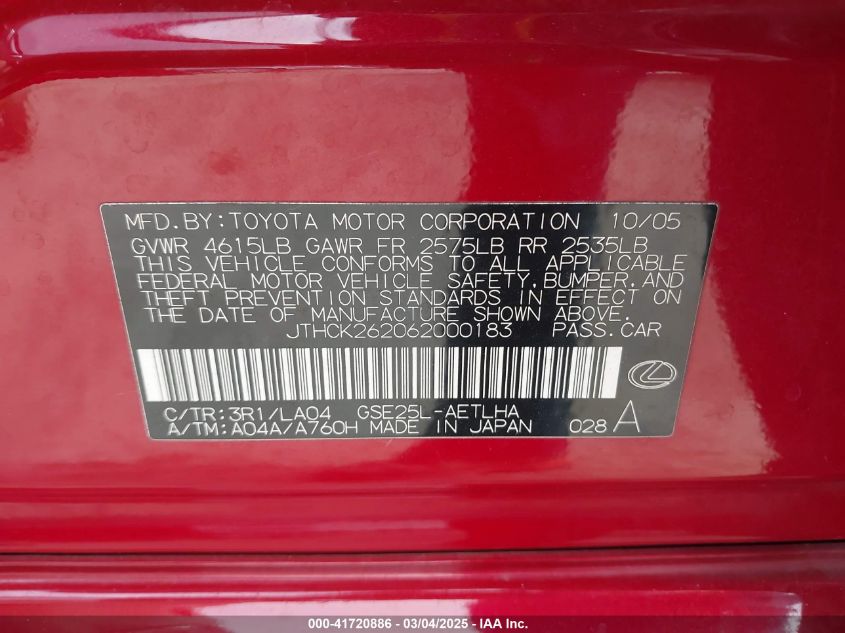 MFD.BY:TOYOTA MOTOR CORPORATION 10/05
GVWR 4615LB GAWR FR 2575LB RR 2535LB
THIS VEHICLE CONFORMS TO ALL APPLICABLE
FEDERAL MOTOR VEHICLE SAFETY,BUMPER,AND
THEFT PREVENTION STANDARDS IN EFFECT ON
THE DATE OF MANUFACTURE SHOWN ABOVE.
JTHCK262062000183 PASS.CAR
C/TR:3R1/LA04 GSE25L-AETLHA
A/TM:A04A/A760H MADE IN JAPAN 028 A
000-41720886 - 03/04/2025 - IAA Inc.